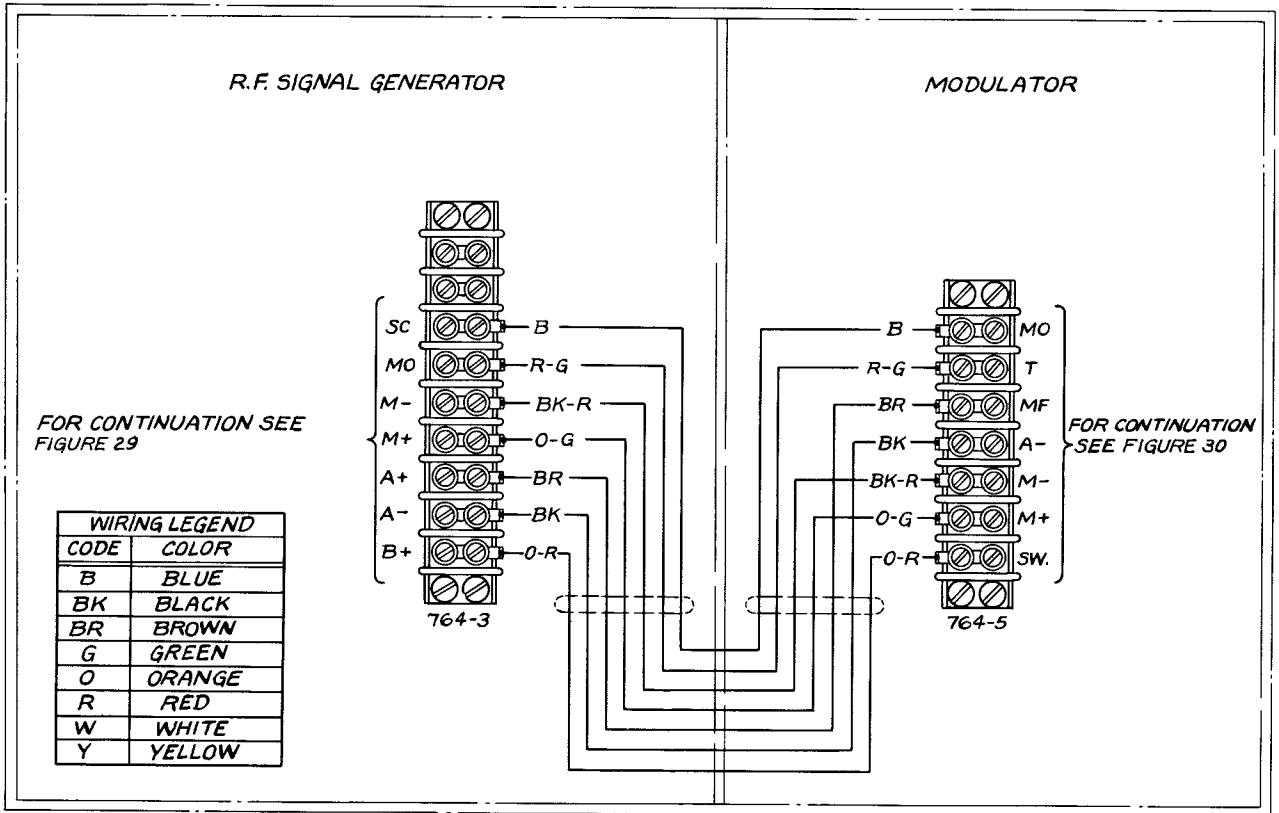 R.F. SIGNAL GENERATOR
MODULATOR
SC
MO
M-
M+
A+
A-
B+
B
R-G
BK-R
O-G
BR
BK
O-R
764-3
FOR CONTINUATION SEE
FIGURE 29
B
R-G
BR
BK
BK-R
O-G
O-R
MO
T
MF
A-
M-
M+
SW.
764-5
FOR CONTINUATION
SEE FIGURE 30
WIRING LEGEND
CODE COLOR
B BLUE
BK BLACK
BR BROWN
G GREEN
O ORANGE
R RED
W WHITE
Y YELLOW